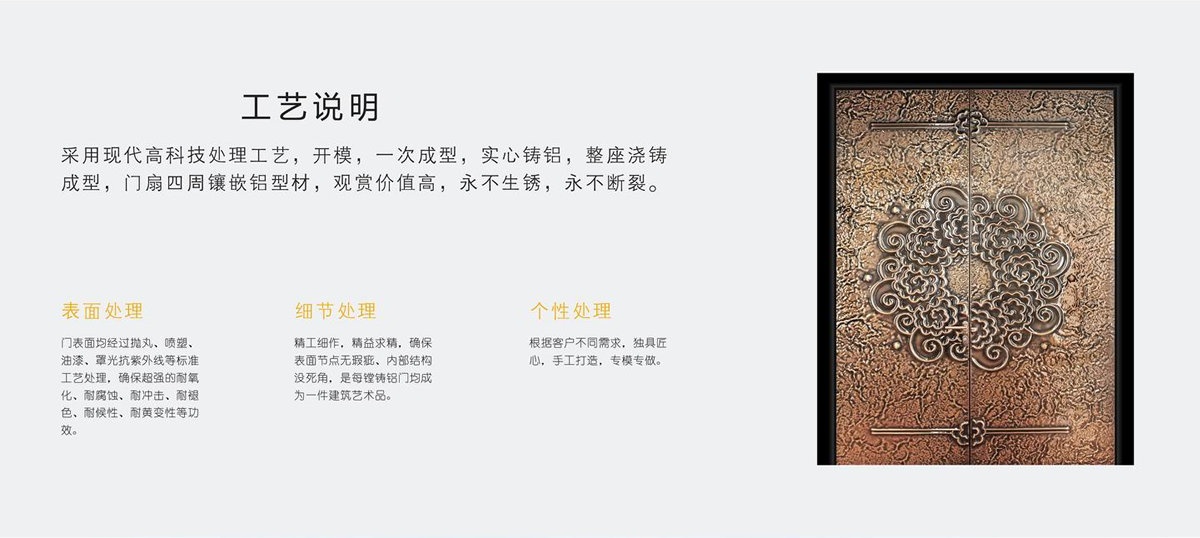 工艺说明
采用现代高科技处理工艺，开模，一次成型，实心铸铝，整座浇铸
成型，门扇四周镶嵌铝型材，观赏价值高，永不生锈，永不断裂。
表面处理
门表面均经过抛丸、喷塑、
油漆、罩光抗紫外线等标准
工艺处理，确保超强的耐氧
化、耐腐蚀、耐冲击、耐褪
色、耐候性、耐黄变性等功
效。
细节处理
精工细作，精益求精，确保
表面节点无瑕疵、内部结构
没死角，是每镗铸铝门均成
为一件建筑艺术品。
个性处理
根据客户不同需求，独具匠
心，手工打造，专模专做。